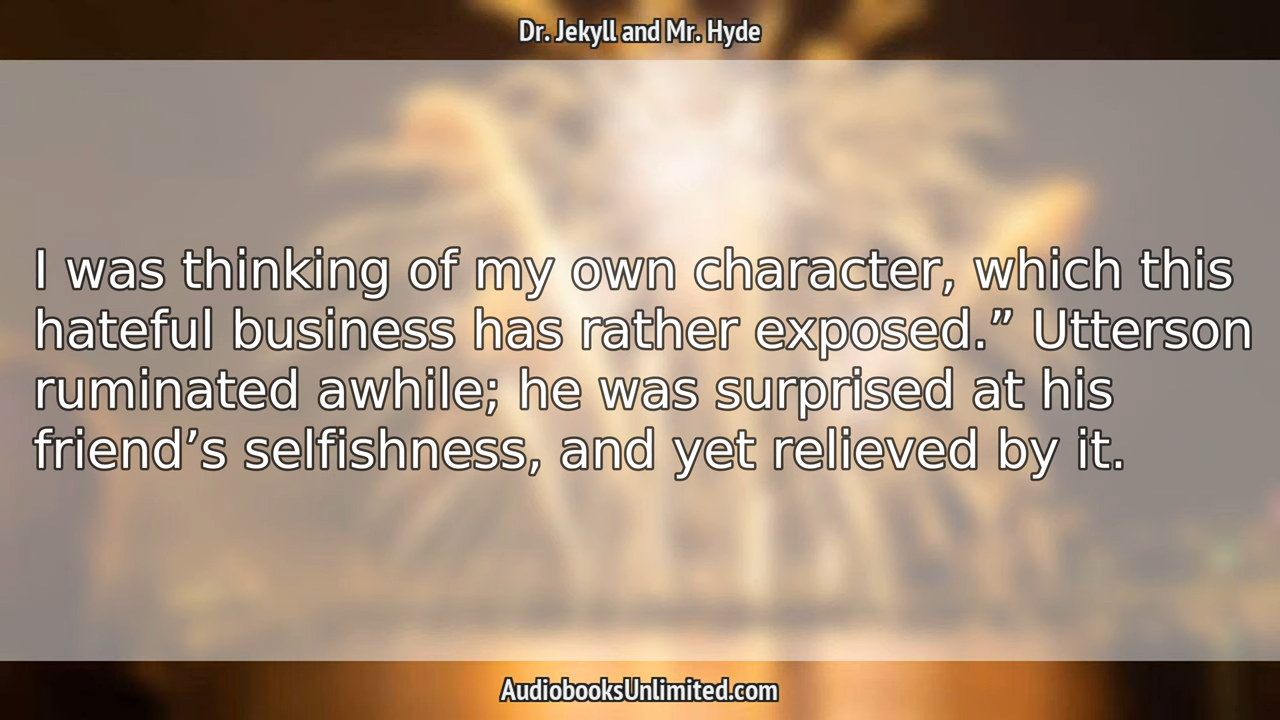 Dr. Jekyll and Mr. Hyde
I was thinking of my own character, which this
hateful business has rather exposed.” Utterson
ruminated awhile; he was surprised at his
friend’s selfishness, and yet relieved by it.
AudiobooksUnlimited.com